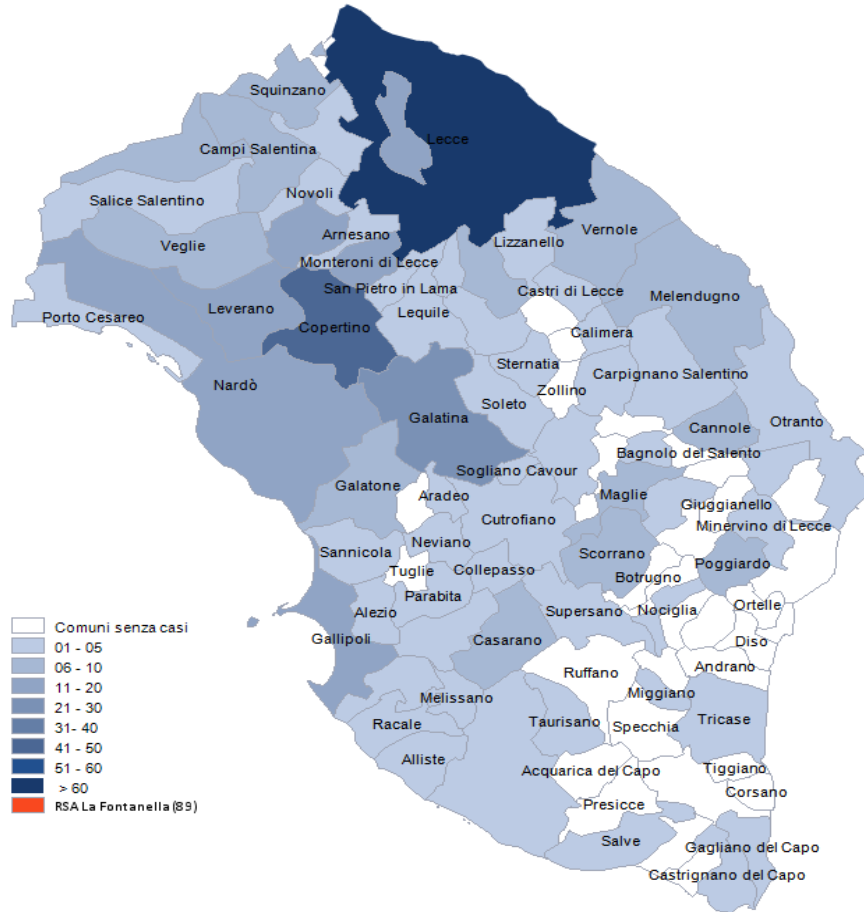 Squinzano
Lecce
Campi Salentina
Novoli
Salice Salentino
Arnesano
Vernole
Veglie
Lizzanello
Monteroni di Lecce
San Pietro in Lama
Castri di Lecce
Melendugno
Leverano
Porto Cesareo
Lequile
Copertino
Calimera
Sternatia
Carpignano Salentino
Nardò
Zollino
Soleto
Galatina
Otranto
Cannole
Bagnolo del Salento
Sogliano Cavour
Galatone
Aradeo
Maglie
Giuggianello
Cutrofiano
Minervino di Lecce
Neviano
Sannicola
Scorrano
Poggiardo
Tuglie
Collepasso
Botrugno
Parabita
Ortelle
Alezio
Supersano
Nociglia
Gallipoli
Casarano
Diso
Andrano
Ruffano
Miggiano
Melissano
Racale
Taurisano
Specchia
Tricase
Alliste
Acquarica del Capo
Tiggiano
Corsano
Presicce
Salve
Gagliano del Capo
Castrignano del Capo
Comuni senza casi
01 - 05
06 - 10
11 - 20
21 - 30
31- 40
41 - 50
51 - 60
> 60
RSA La Fontanella (89)